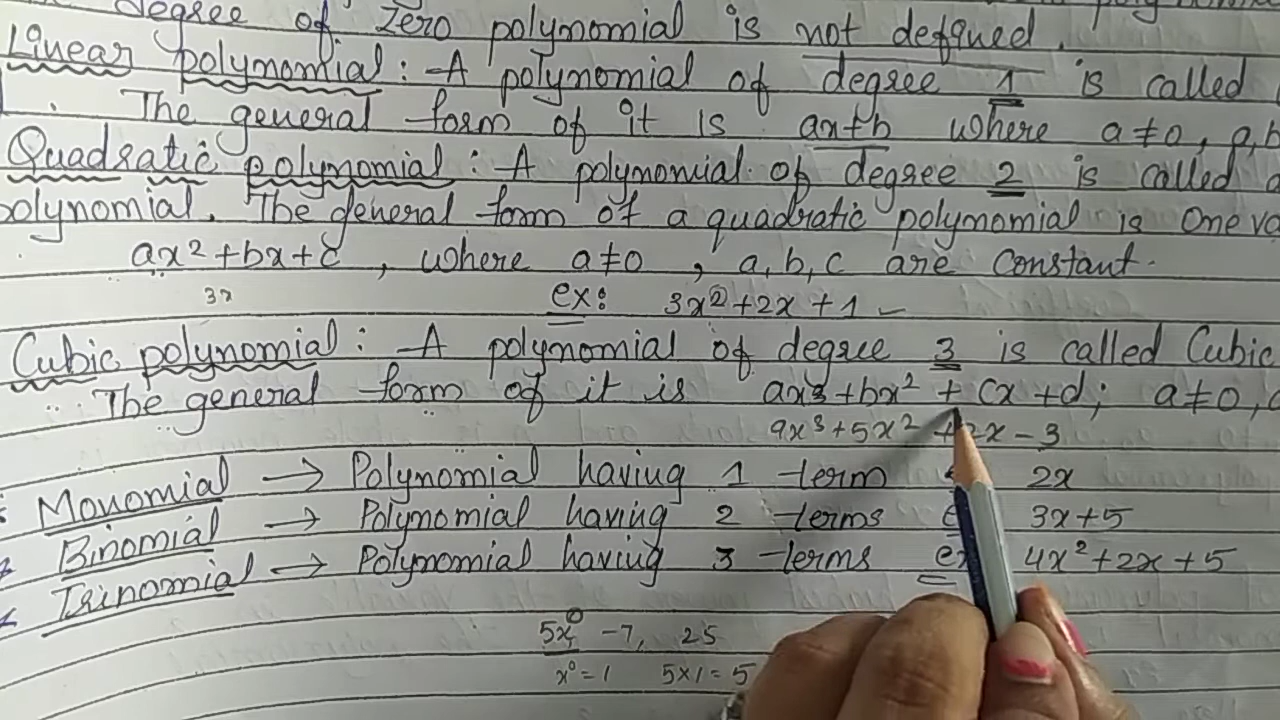 degree of zero polynomial is not defined.
Linear polynomial : - A polynomial of degree 1 is called
The general form of it is ax+b where a≠0, a,b
Quadratic polynomial : - A polynomial of degree 2 is called a
polynomial. The general form of a quadratic polynomial is One va
ax²+bx+c , where a≠0 , a,b,c are constant.
3x ex: 3x²+2x+1
Cubic polynomial : - A polynomial of degree 3 is called Cubic
The general form of it is ax3+bx²+cx+d; a≠0,
9x³+5x²+2x-3
Monomial → Polynomial having 1 term 2x
Binomial → Polynomial having 2 terms 3x+5
Trinomial → Polynomial having 3 terms ex 4x²+2x+5
5x⁰ -7, 25
x⁰=1 5x1=5